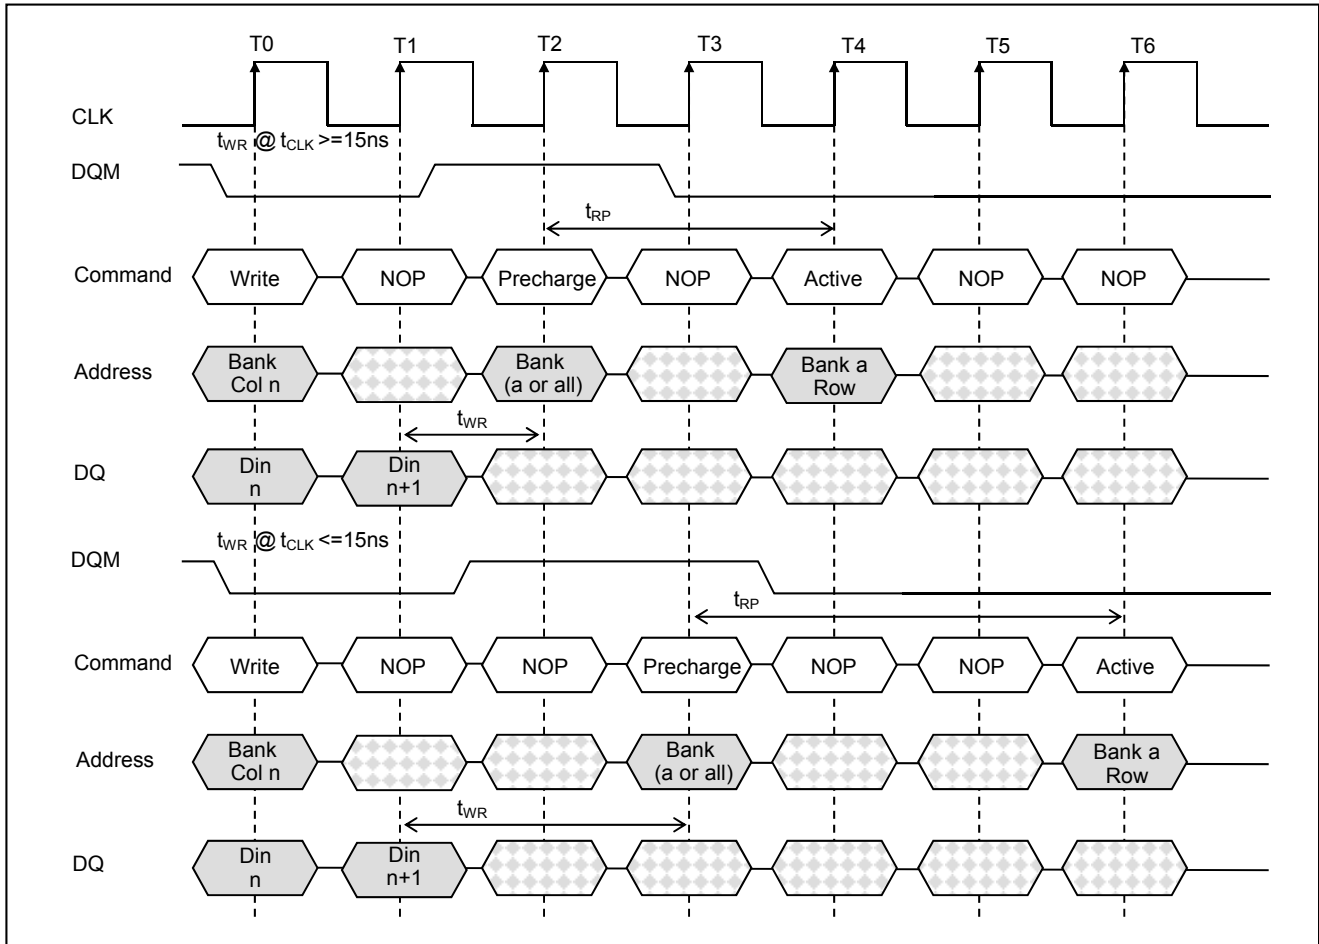 T0 T1 T2 T3 T4 T5 T6
CLK
tWR @ tCLK >=15ns
DQM
tRP
Command Write NOP Precharge NOP Active NOP NOP
Address Bank Col n Bank (a or all) Bank a Row
tWR
DQ Din n Din n+1
tWR @ tCLK <=15ns
DQM
tRP
Command Write NOP NOP Precharge NOP NOP Active
Address Bank Col n Bank (a or all) Bank a Row
tWR
DQ Din n Din n+1